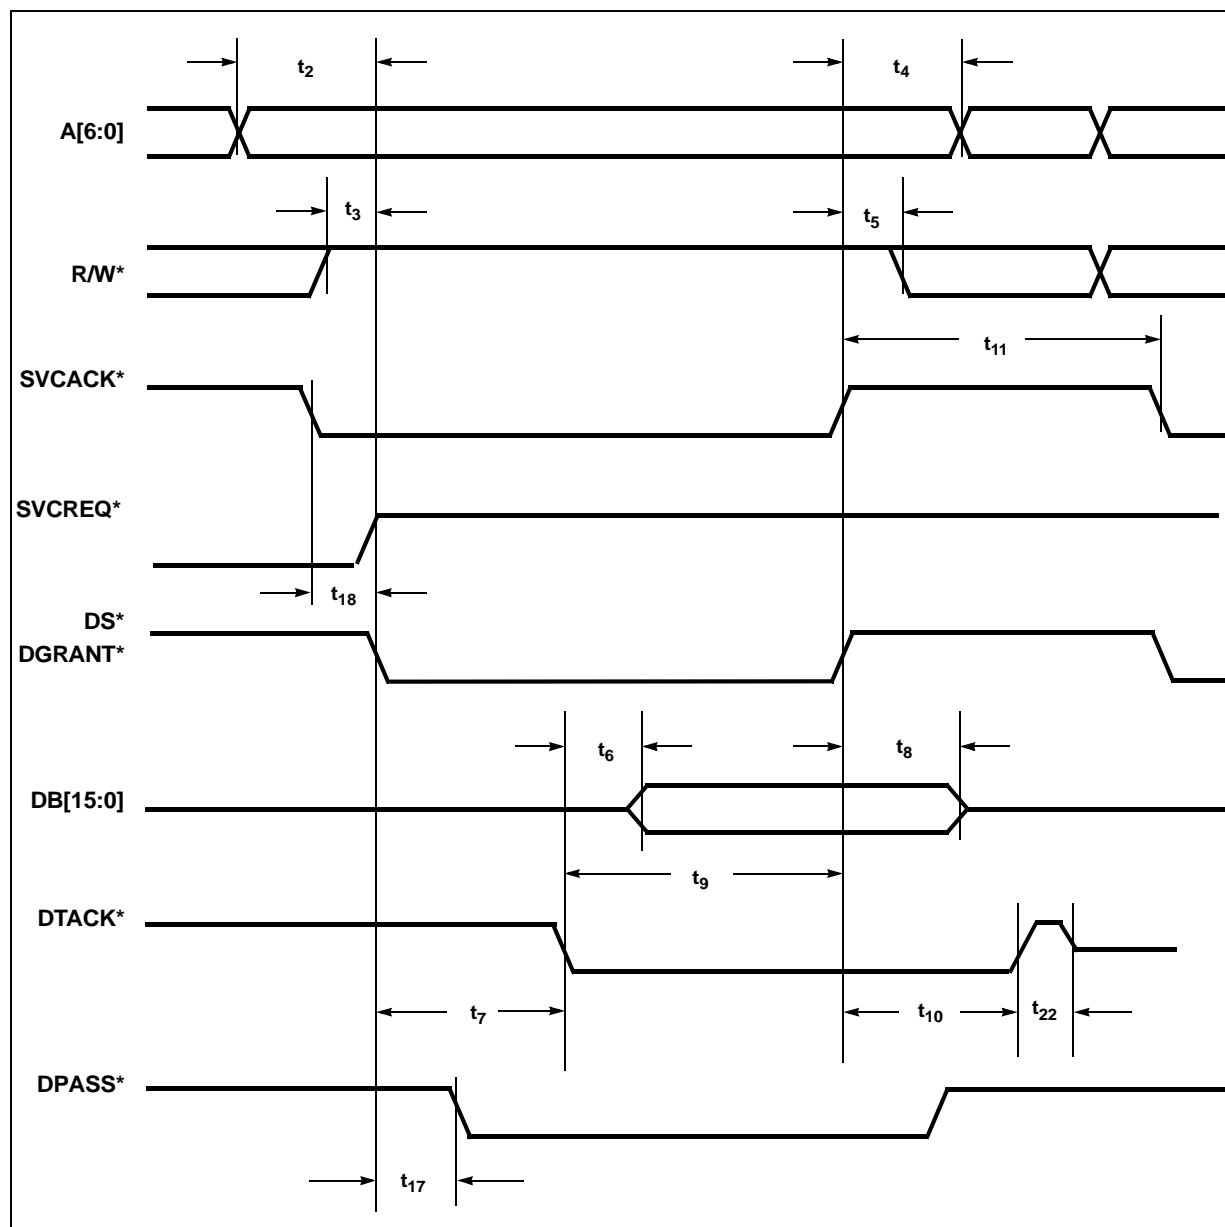 t2
t4
A[6:0]
t3
t5
R/W*
t11
SVCACK*
SVCREQ*
t18
DS*
DGRANT*
t6
t8
DB[15:0]
t9
DTACK*
t7
t10
t22
DPASS*
t17